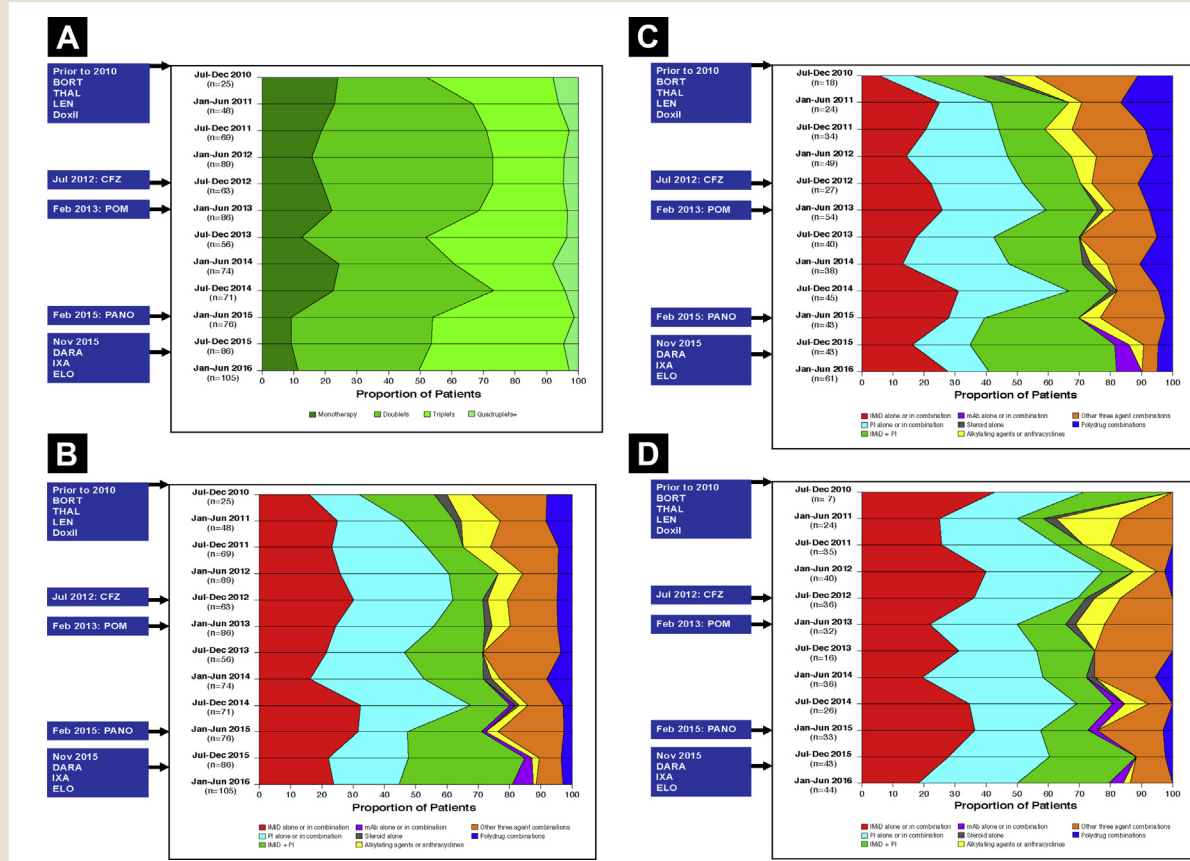 A
Prior to 2010
BORT
THAL
LEN
Doxil
Jul 2012: CFZ
Feb 2013: POM
Feb 2015: PANO
Nov 2015
DARA
IXA
ELO
Jul-Dec 2010
(n=25)
Jan-Jun 2011
(n=48)
Jul-Dec 2011
(n=69)
Jan-Jun 2012
(n=89)
Jul-Dec 2012
(n=63)
Jan-Jun 2013
(n=86)
Jul-Dec 2013
(n=56)
Jan-Jun 2014
(n=74)
Jul-Dec 2014
(n=71)
Jan-Jun 2015
(n=76)
Jul-Dec 2015
(n=86)
Jan-Jun 2016
(n=105)
0 10 20 30 40 50 60 70 80 90 100
Proportion of Patients
Monotherapy Doublets Triplets Quadruplets+
B
Prior to 2010
BORT
THAL
LEN
Doxil
Jul 2012: CFZ
Feb 2013: POM
Feb 2015: PANO
Nov 2015
DARA
IXA
ELO
Jul-Dec 2010
(n=25)
Jan-Jun 2011
(n=48)
Jul-Dec 2011
(n=69)
Jan-Jun 2012
(n=89)
Jul-Dec 2012
(n=63)
Jan-Jun 2013
(n=86)
Jul-Dec 2013
(n=56)
Jan-Jun 2014
(n=74)
Jul-Dec 2014
(n=71)
Jan-Jun 2015
(n=76)
Jul-Dec 2015
(n=86)
Jan-Jun 2016
(n=105)
0 10 20 30 40 50 60 70 80 90 100
Proportion of Patients
IMiD alone or in combination mAb alone or in combination Other three agent combinations
PI alone or in combination Steroid alone Polydrug combinations
IMiD + PI Alkylating agents or anthracyclines
C
Prior to 2010
BORT
THAL
LEN
Doxil
Jul 2012: CFZ
Feb 2013: POM
Feb 2015: PANO
Nov 2015
DARA
IXA
ELO
Jul-Dec 2010
(n=18)
Jan-Jun 2011
(n=24)
Jul-Dec 2011
(n=34)
Jan-Jun 2012
(n=49)
Jul-Dec 2012
(n=27)
Jan-Jun 2013
(n=54)
Jul-Dec 2013
(n=40)
Jan-Jun 2014
(n=38)
Jul-Dec 2014
(n=45)
Jan-Jun 2015
(n=43)
Jul-Dec 2015
(n=43)
Jan-Jun 2016
(n=61)
0 10 20 30 40 50 60 70 80 90 100
Proportion of Patients
IMiD alone or in combination mAb alone or in combination Other three agent combinations
PI alone or in combination Steroid alone Polydrug combinations
IMiD + PI Alkylating agents or anthracyclines
D
Prior to 2010
BORT
THAL
LEN
Doxil
Jul 2012: CFZ
Feb 2013: POM
Feb 2015: PANO
Nov 2015
DARA
IXA
ELO
Jul-Dec 2010
(n= 7)
Jan-Jun 2011
(n=24)
Jul-Dec 2011
(n=35)
Jan-Jun 2012
(n=40)
Jul-Dec 2012
(n=36)
Jan-Jun 2013
(n=32)
Jul-Dec 2013
(n=16)
Jan-Jun 2014
(n=36)
Jul-Dec 2014
(n=26)
Jan-Jun 2015
(n=33)
Jul-Dec 2015
(n=43)
Jan-Jun 2016
(n=44)
0 10 20 30 40 50 60 70 80 90 100
Proportion of Patients
IMiD alone or in combination mAb alone or in combination Other three agent combinations
PI alone or in combination Steroid alone Polydrug combinations
IMiD + PI Alkylating agents or anthracyclines